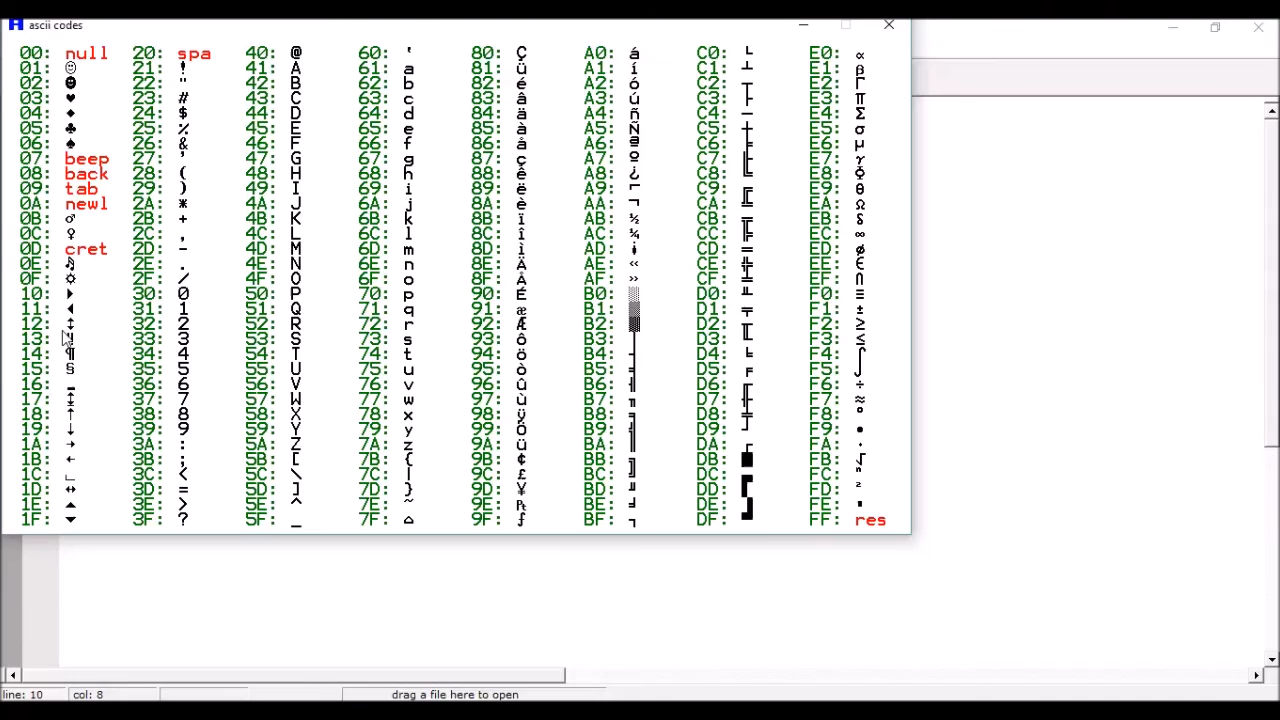 ascii codes
00: null 20: spa 40: @ 60: ' 80: Ç A0: á C0: └ E0: α
01: ☺ 21: ! 41: A 61: a 81: ü A1: í C1: ┴ E1: β
02: ☻ 22: " 42: B 62: b 82: é A2: ó C2: ┬ E2: Γ
03: ♥ 23: # 43: C 63: c 83: â A3: ú C3: ├ E3: π
04: ♦ 24: $ 44: D 64: d 84: ä A4: ñ C4: ─ E4: Σ
05: ♣ 25: % 45: E 65: e 85: à A5: Ñ C5: ┼ E5: σ
06: ♠ 26: & 46: F 66: f 86: å A6: ª C6: ╞ E6: µ
07: beep 27: ' 47: G 67: g 87: ç A7: º C7: ╟ E7: γ
08: back 28: ( 48: H 68: h 88: ê A8: ¿ C8: ╚ E8: Φ
09: tab 29: ) 49: I 69: i 89: ë A9: ⌐ C9: ╔ E9: θ
0A: newl 2A: * 4A: J 6A: j 8A: è AA: ¬ CA: ╩ EA: Ω
0B: ♂ 2B: + 4B: K 6B: k 8B: ï AB: ½ CB: ╦ EB: δ
0C: ♀ 2C: , 4C: L 6C: l 8C: î AC: ¼ CC: ╠ EC: ∞
0D: cret 2D: - 4D: M 6D: m 8D: ì AD: ¡ CD: ═ ED: ø
0E: ♫ 2E: . 4E: N 6E: n 8E: Ä AE: « CE: ╬ EE: ∈
0F: ☼ 2F: / 4F: O 6F: o 8F: Å AF: » CF: ╧ EF: ∩
10: ► 30: 0 50: P 70: p 90: É B0: ░ D0: ╨ F0: ≡
11: ◄ 31: 1 51: Q 71: q 91: æ B1: ▒ D1: ╤ F1: ±
12: ↕ 32: 2 52: R 72: r 92: Æ B2: ▓ D2: ╥ F2: ≥
13: ‼ 33: 3 53: S 73: s 93: ô B3: │ D3: ╙ F3: ≤
14: ¶ 34: 4 54: T 74: t 94: ö B4: ┤ D4: ╘ F4: ⌠
15: § 35: 5 55: U 75: u 95: ò B5: ╡ D5: ╒ F5: ⌡
16: ▬ 36: 6 56: V 76: v 96: û B6: ╢ D6: ╓ F6: ÷
17: ↨ 37: 7 57: W 77: w 97: ù B7: ╖ D7: ╫ F7: ≈
18: ↑ 38: 8 58: X 78: x 98: ÿ B8: ╕ D8: ╪ F8: °
19: ↓ 39: 9 59: Y 79: y 99: Ö B9: ╣ D9: ┘ F9: •
1A: → 3A: : 5A: Z 7A: z 9A: ü BA: ║ DA: ┌ FA: ·
1B: ← 3B: ; 5B: [ 7B: { 9B: ¢ BB: ╗ DB: █ FB: √
1C: ∟ 3C: < 5C: \ 7C: | 9C: £ BC: ╝ DC: ▄ FC: ⁿ
1D: ↔ 3D: = 5D: ] 7D: } 9D: ¥ BD: ╜ DD: ▌ FD: ²
1E: ▲ 3E: > 5E: ^ 7E: ~ 9E: ₧ BE: ╛ DE: ▐ FE: ■
1F: ▼ 3F: ? 5F: _ 7F: ⌂ 9F: ƒ BF: ┐ DF: ▀ FF: res
line: 10 col: 8 drag a file here to open